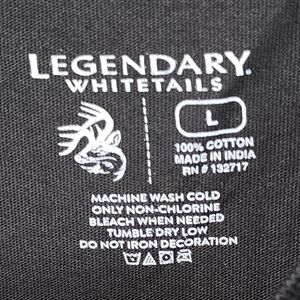 LEGENDARY.
WHITETAILS
L
100% COTTON
MADE IN INDIA
RN # 132717
MACHINE WASH COLD
ONLY NON-CHLORINE
BLEACH WHEN NEEDED
TUMBLE DRY LOW
DO NOT IRON DECORATION